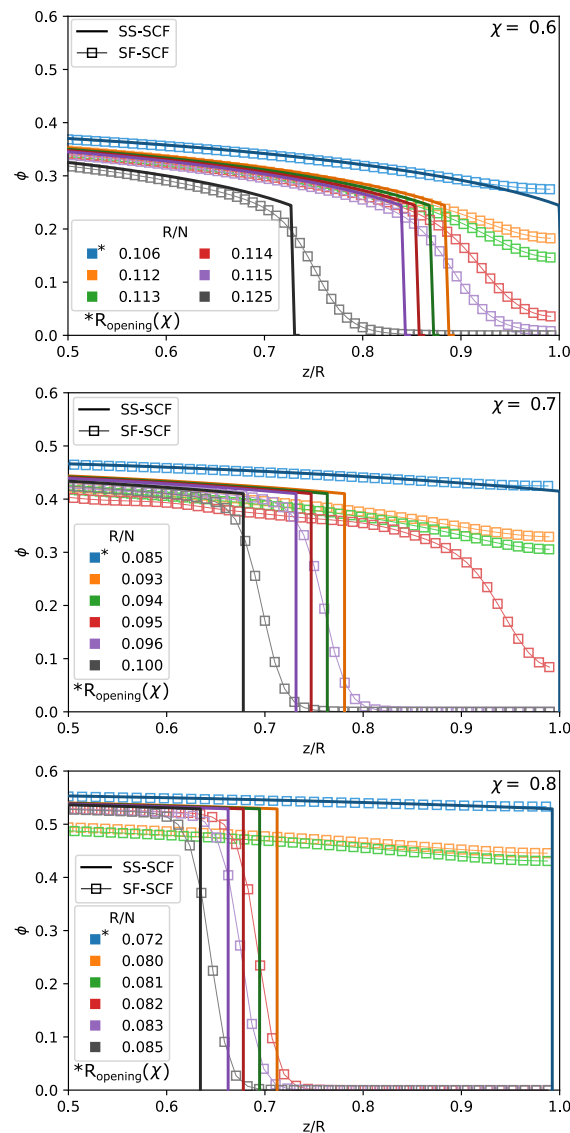 χ = 0.6
SS-SCF
SF-SCF
ϕ
0.6
0.5
0.4
0.3
0.2
0.1
0.0
R/N
* 0.106 0.114
0.112 0.115
0.113 0.125
*R_opening(χ)
0.5 0.6 0.7 0.8 0.9 1.0
z/R
χ = 0.7
SS-SCF
SF-SCF
ϕ
0.6
0.5
0.4
0.3
0.2
0.1
0.0
R/N
* 0.085
0.093
0.094
0.095
0.096
0.100
*R_opening(χ)
0.5 0.6 0.7 0.8 0.9 1.0
z/R
χ = 0.8
ϕ
0.6
0.5
0.4
0.3
0.2
0.1
0.0
SS-SCF
SF-SCF
R/N
* 0.072
0.080
0.081
0.082
0.083
0.085
*R_opening(χ)
0.5 0.6 0.7 0.8 0.9 1.0
z/R